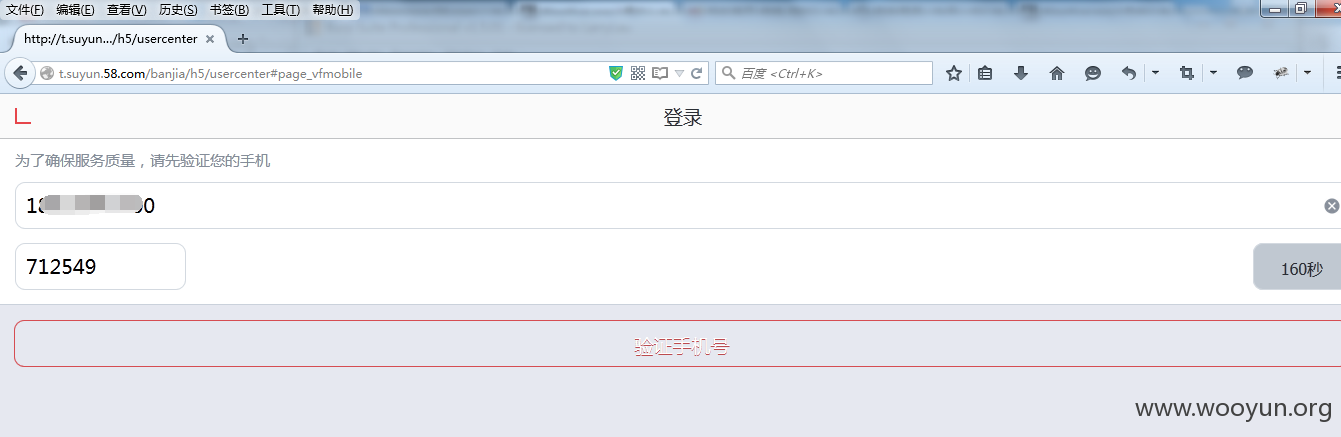 文件(F) 编辑(E) 查看(V) 历史(S) 书签(B) 工具(T) 帮助(H)
http://t.suyun.../h5/usercenter
t.suyun.58.com/banjia/h5/usercenter#page_vfmobile
百度 <Ctrl+K>
登录
为了确保服务质量，请先验证您的手机
712549
160秒
验证手机号
www.wooyun.org